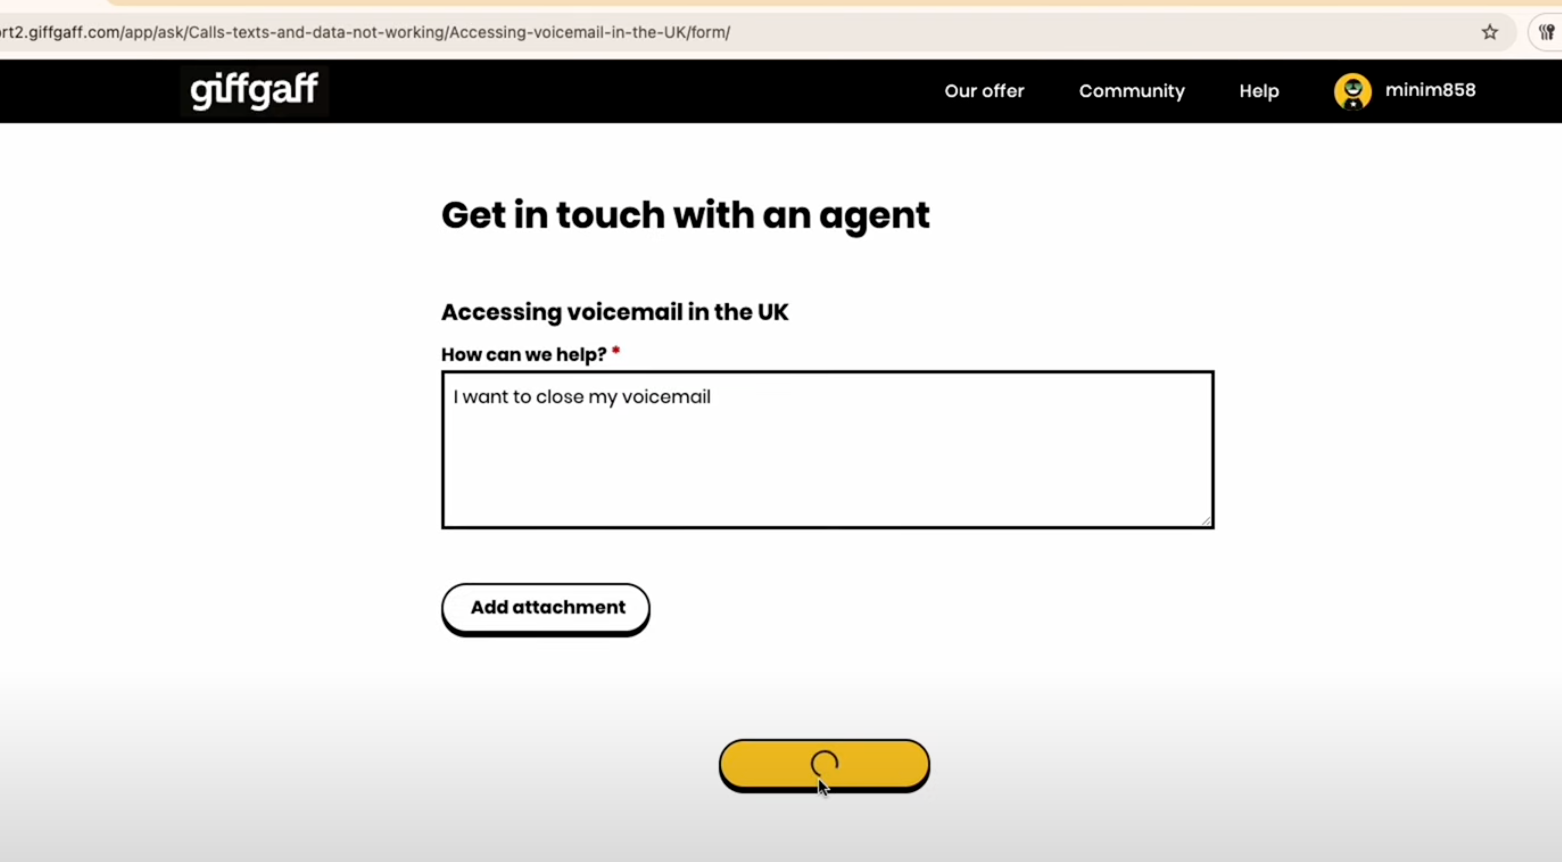 rt2.giffgaff.com/app/ask/Calls-texts-and-data-not-working/Accessing-voicemail-in-the-UK/form/
giffgaff
Our offer
Community
Help
minim858
Get in touch with an agent
Accessing voicemail in the UK
How can we help? *
I want to close my voicemail
Add attachment